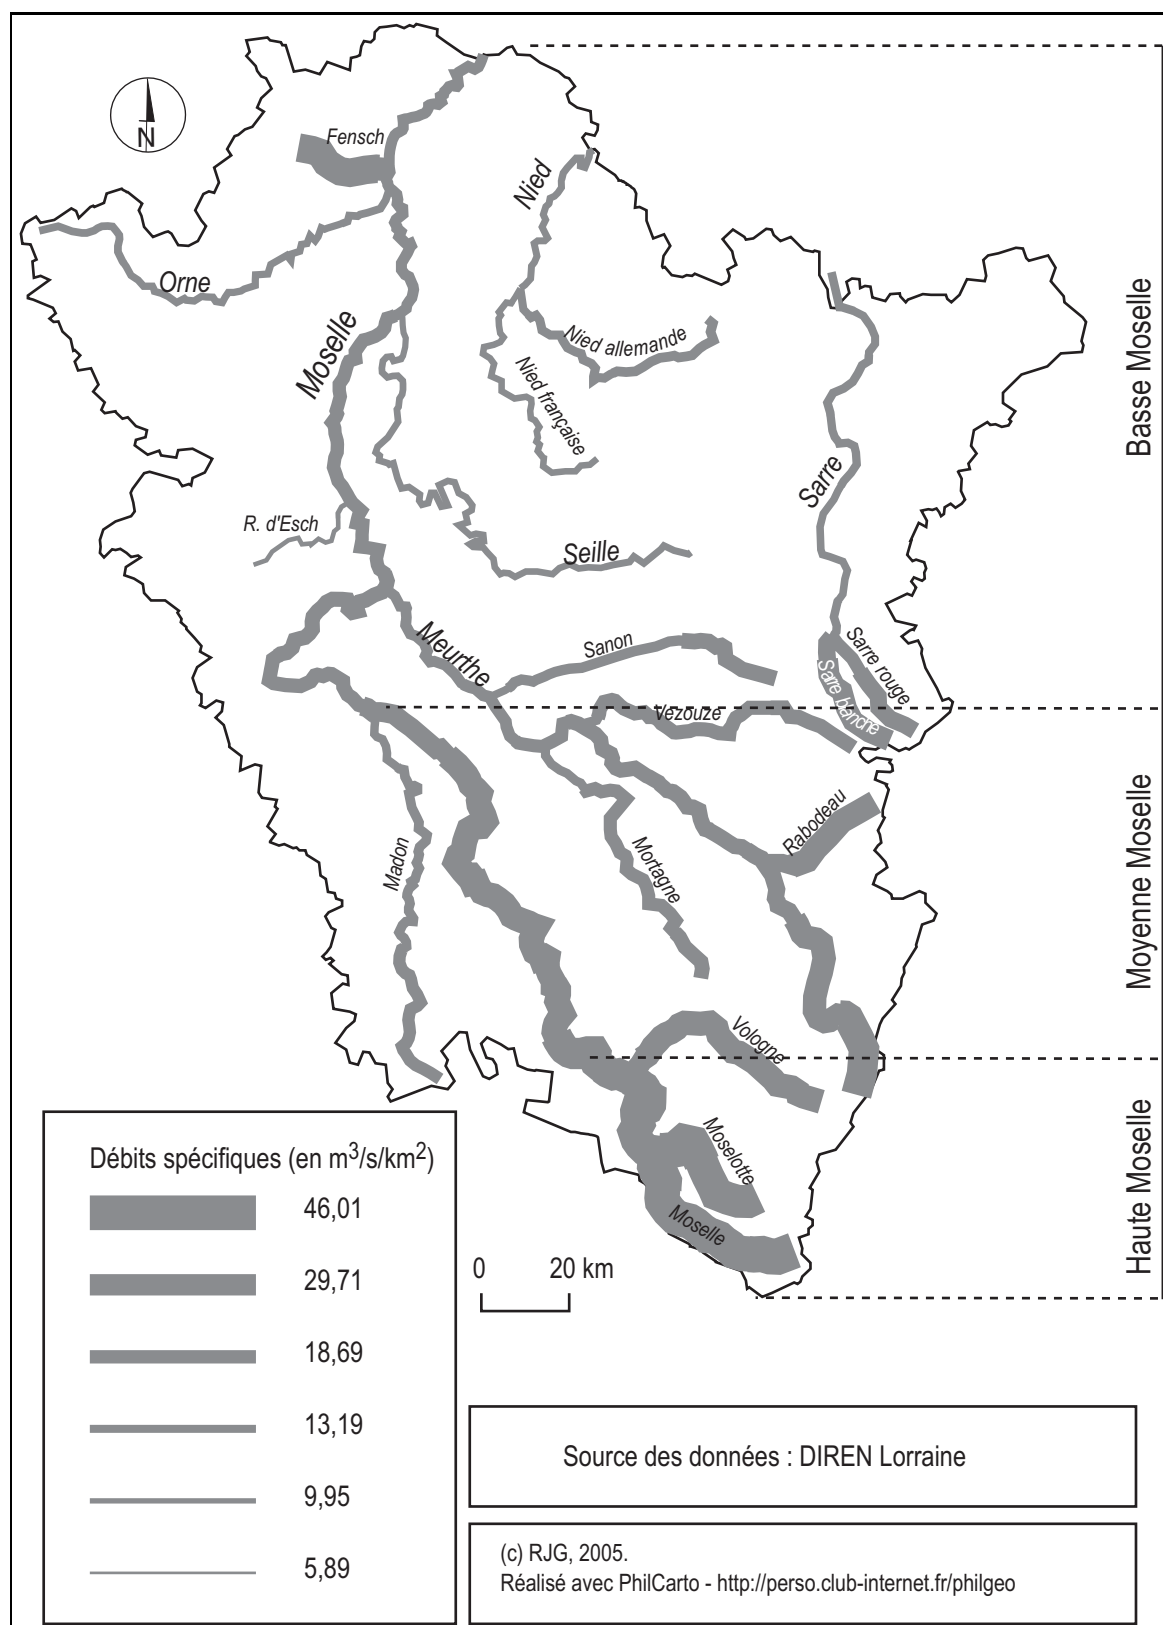 N
Fensch
Nied
Orne
Moselle
Nied allemande
Nied française
Sarre
R. d'Esch
Seille
Meurthe
Sanon
Sarre rouge
Sarre blanche
Vezouze
Madon
Mortagne
Rabodeau
Vologne
Moselotte
Moselle
Basse Moselle
Moyenne Moselle
Haute Moselle
0 20 km
Débits spécifiques (en m³/s/km²)
46,01
29,71
18,69
13,19
9,95
5,89
Source des données : DIREN Lorraine
(c) RJG, 2005.
Réalisé avec PhilCarto - http://perso.club-internet.fr/philgeo